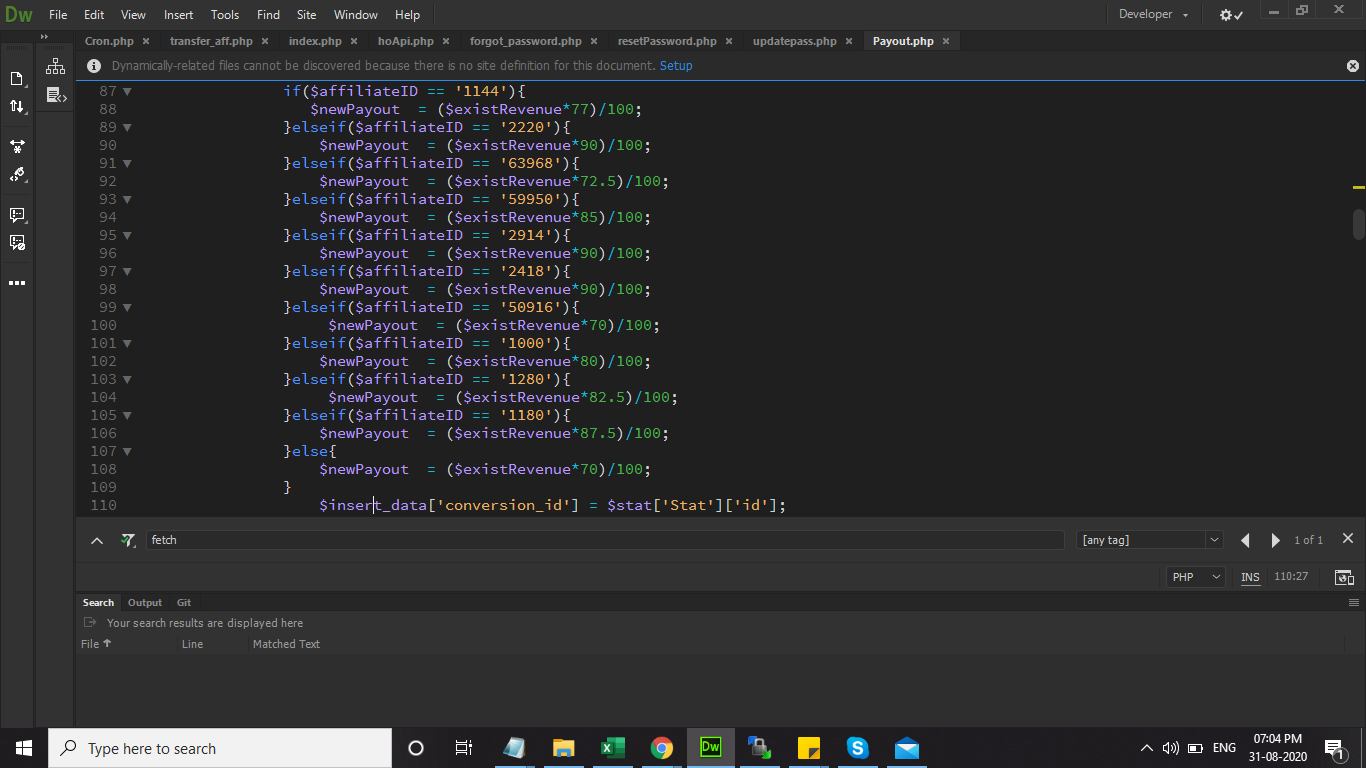 Dw File Edit View Insert Tools Find Site Window Help Developer
Cron.php × transfer_aff.php × index.php × hoApi.php × forgot_password.php × resetPassword.php × updatepass.php × Payout.php ×
Dynamically-related files cannot be discovered because there is no site definition for this document. Setup
87 if($affiliateID == '1144'){
88 $newPayout = ($existRevenue*77)/100;
89 }elseif($affiliateID == '2220'){
90 $newPayout = ($existRevenue*90)/100;
91 }elseif($affiliateID == '63968'){
92 $newPayout = ($existRevenue*72.5)/100;
93 }elseif($affiliateID == '59950'){
94 $newPayout = ($existRevenue*85)/100;
95 }elseif($affiliateID == '2914'){
96 $newPayout = ($existRevenue*90)/100;
97 }elseif($affiliateID == '2418'){
98 $newPayout = ($existRevenue*90)/100;
99 }elseif($affiliateID == '50916'){
100 $newPayout = ($existRevenue*70)/100;
101 }elseif($affiliateID == '1000'){
102 $newPayout = ($existRevenue*80)/100;
103 }elseif($affiliateID == '1280'){
104 $newPayout = ($existRevenue*82.5)/100;
105 }elseif($affiliateID == '1180'){
106 $newPayout = ($existRevenue*87.5)/100;
107 }else{
108 $newPayout = ($existRevenue*70)/100;
109 }
110 $insert_data['conversion_id'] = $stat['Stat']['id'];
fetch [any tag] 1 of 1
PHP INS 110:27
Search Output Git
Your search results are displayed here
File Line Matched Text
Type here to search Dw ENG 07:04 PM
31-08-2020 1